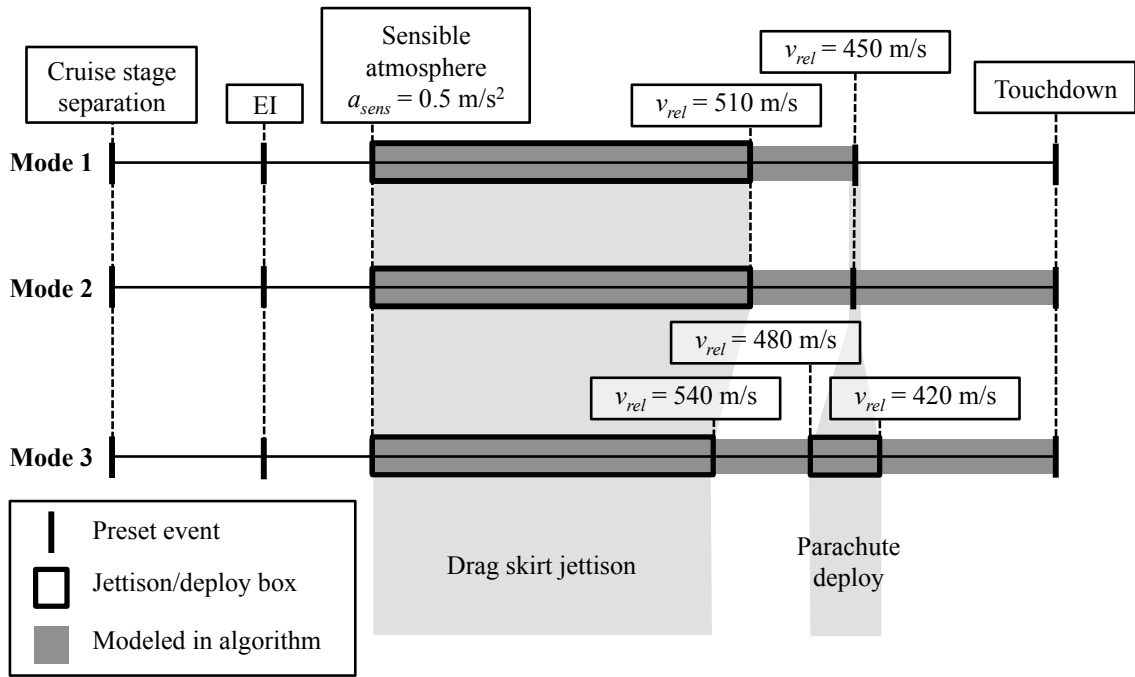 Cruise stage
separation
EI
Sensible
atmosphere
a_sens = 0.5 m/s²
v_rel = 510 m/s
v_rel = 450 m/s
Touchdown
Mode 1
Mode 2
v_rel = 480 m/s
v_rel = 540 m/s
v_rel = 420 m/s
Mode 3
Preset event
Jettison/deploy box
Modeled in algorithm
Drag skirt jettison
Parachute
deploy